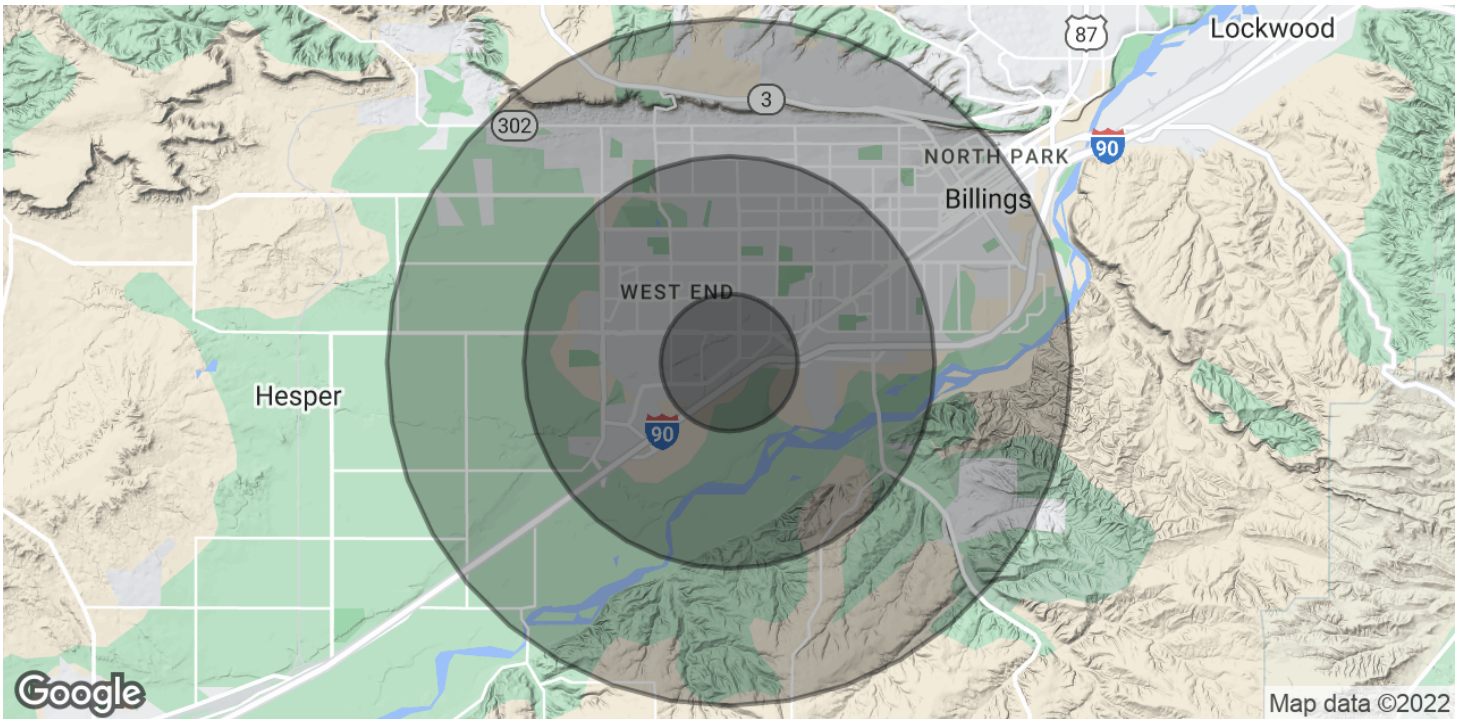 Lockwood
87
3
302
NORTH PARK
90
Billings
WEST END
Hesper
90
Google
Map data ©2022